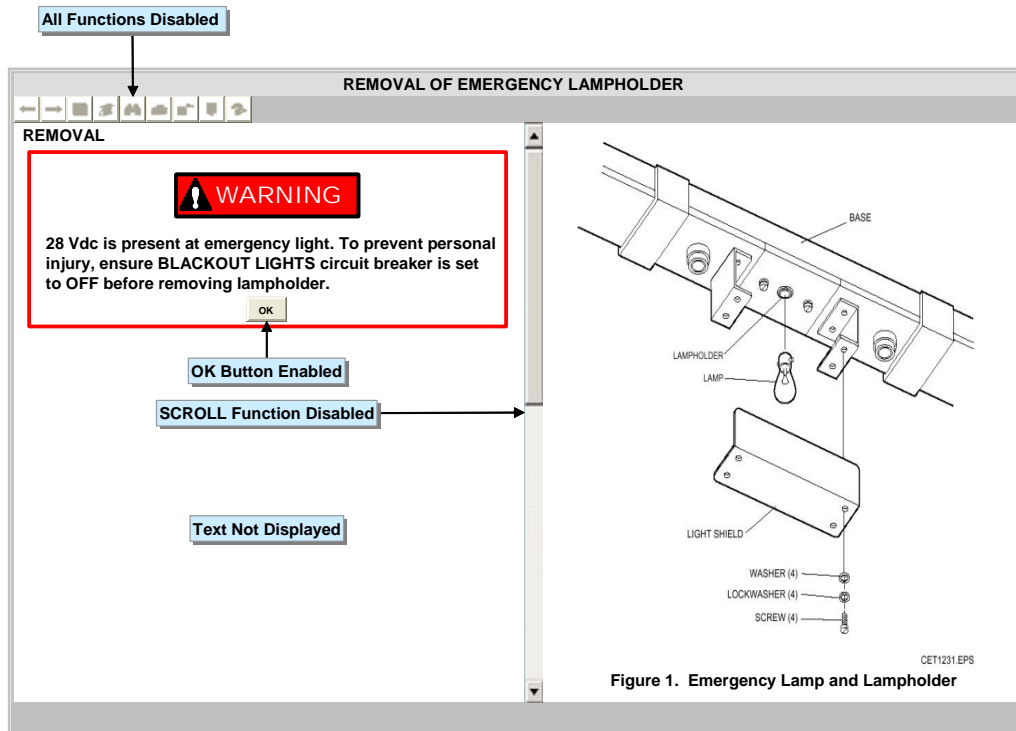 All Functions Disabled
REMOVAL OF EMERGENCY LAMPHOLDER
REMOVAL
WARNING
28 Vdc is present at emergency light. To prevent personal
injury, ensure BLACKOUT LIGHTS circuit breaker is set
to OFF before removing lampholder.
OK
OK Button Enabled
SCROLL Function Disabled
Text Not Displayed
BASE
LAMPHOLDER
LAMP
LIGHT SHIELD
WASHER (4)
LOCKWASHER (4)
SCREW (4)
CET1231.EPS
Figure 1. Emergency Lamp and Lampholder